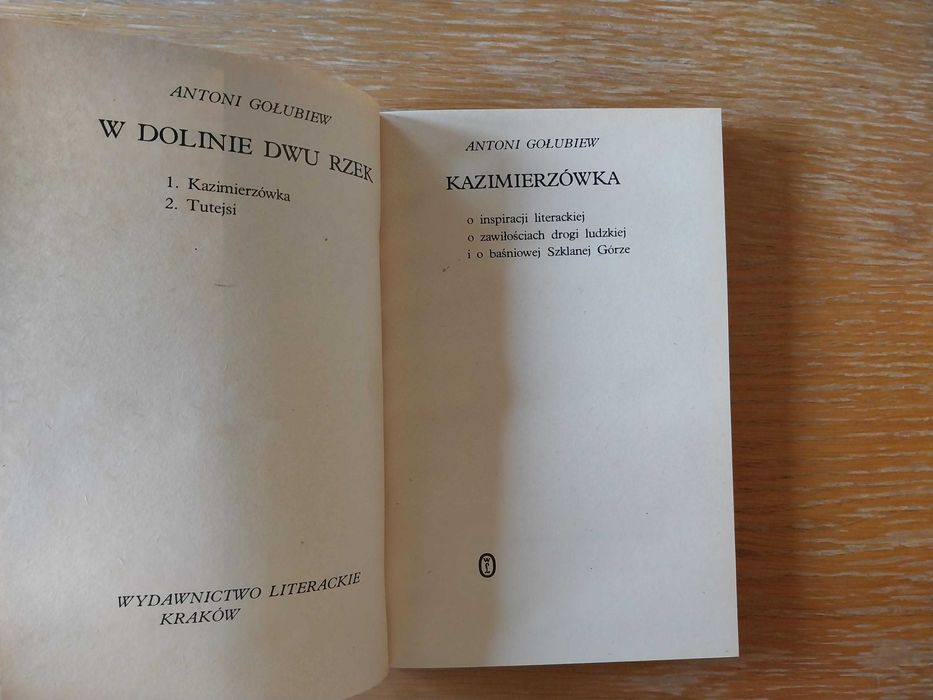 ANTONI GOŁUBIEW
W DOLINIE DWU RZEK
1. Kazimierzówka
2. Tutejsi
WYDAWNICTWO LITERACKIE
KRAKÓW
ANTONI GOŁUBIEW
KAZIMIERZÓWKA
o inspiracji literackiej
o zawiłościach drogi ludzkiej
i o baśniowej Szklanej Górze
WL